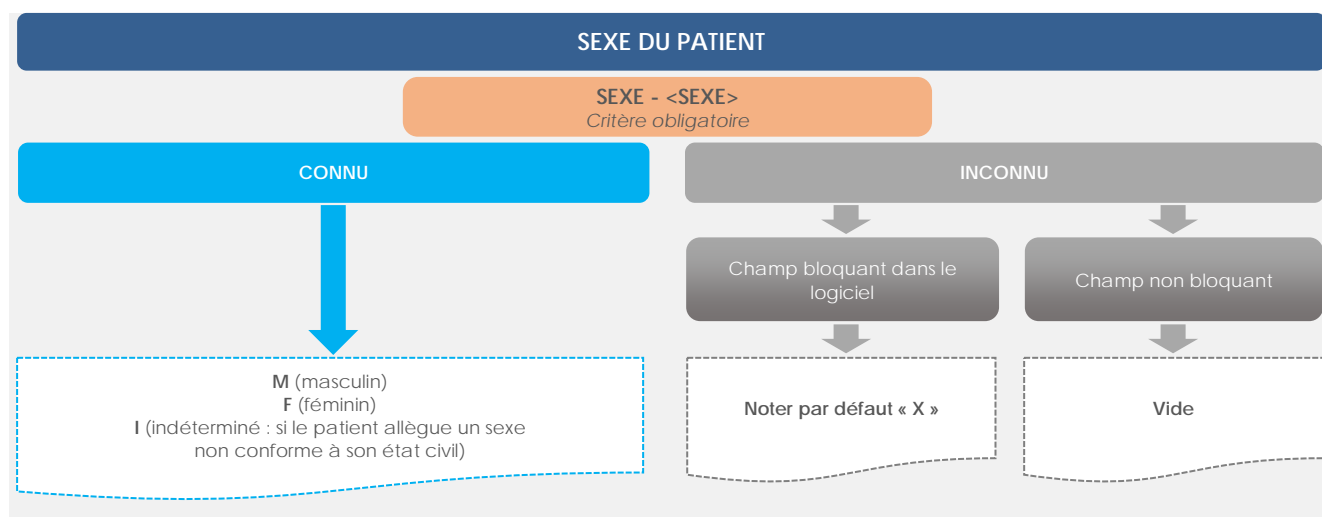 SEXE DU PATIENT
SEXE - <SEXE>
Critère obligatoire
CONNU
INCONNU
Champ bloquant dans le
logiciel
Champ non bloquant
M (masculin)
F (féminin)
I (indéterminé : si le patient allègue un sexe
non conforme à son état civil)
Noter par défaut « X »
Vide